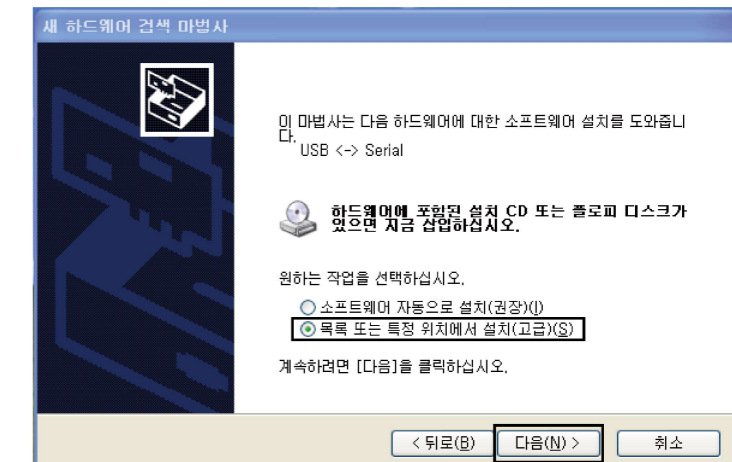 새 하드웨어 검색 마법사
이 마법사는 다음 하드웨어에 대한 소프트웨어 설치를 도와줍니
다.
USB <-> Serial
하드웨어에 포함된 설치 CD 또는 플로피 디스크가
있으면 지금 삽입하십시오.
원하는 작업을 선택하십시오.
소프트웨어 자동으로 설치(권장)(I)
목록 또는 특정 위치에서 설치(고급)(S)
계속하려면 [다음]을 클릭하십시오.
< 뒤로(B) 다음(N) > 취소